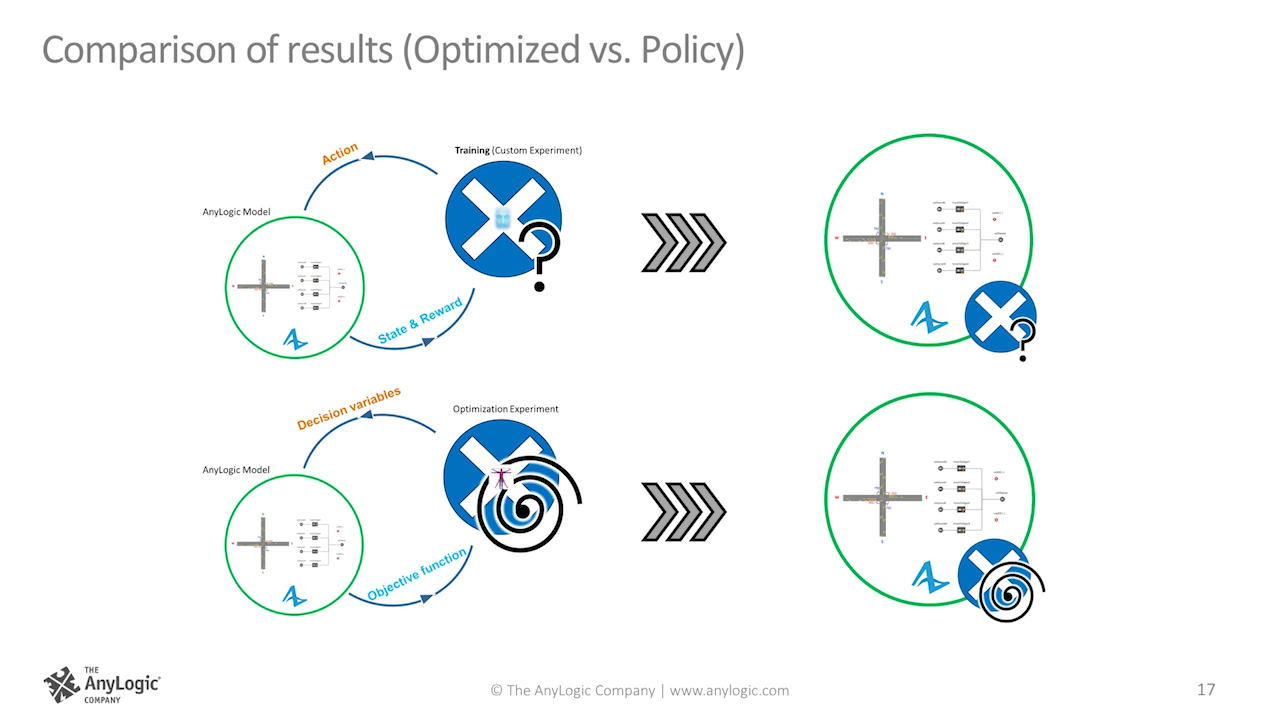 Comparison of results (Optimized vs. Policy)
Action
Training (Custom Experiment)
AnyLogic Model
State & Reward
?
?
Decision variables
Optimization Experiment
AnyLogic Model
Objective function
THE
AnyLogic
COMPANY
© The AnyLogic Company | www.anylogic.com
17